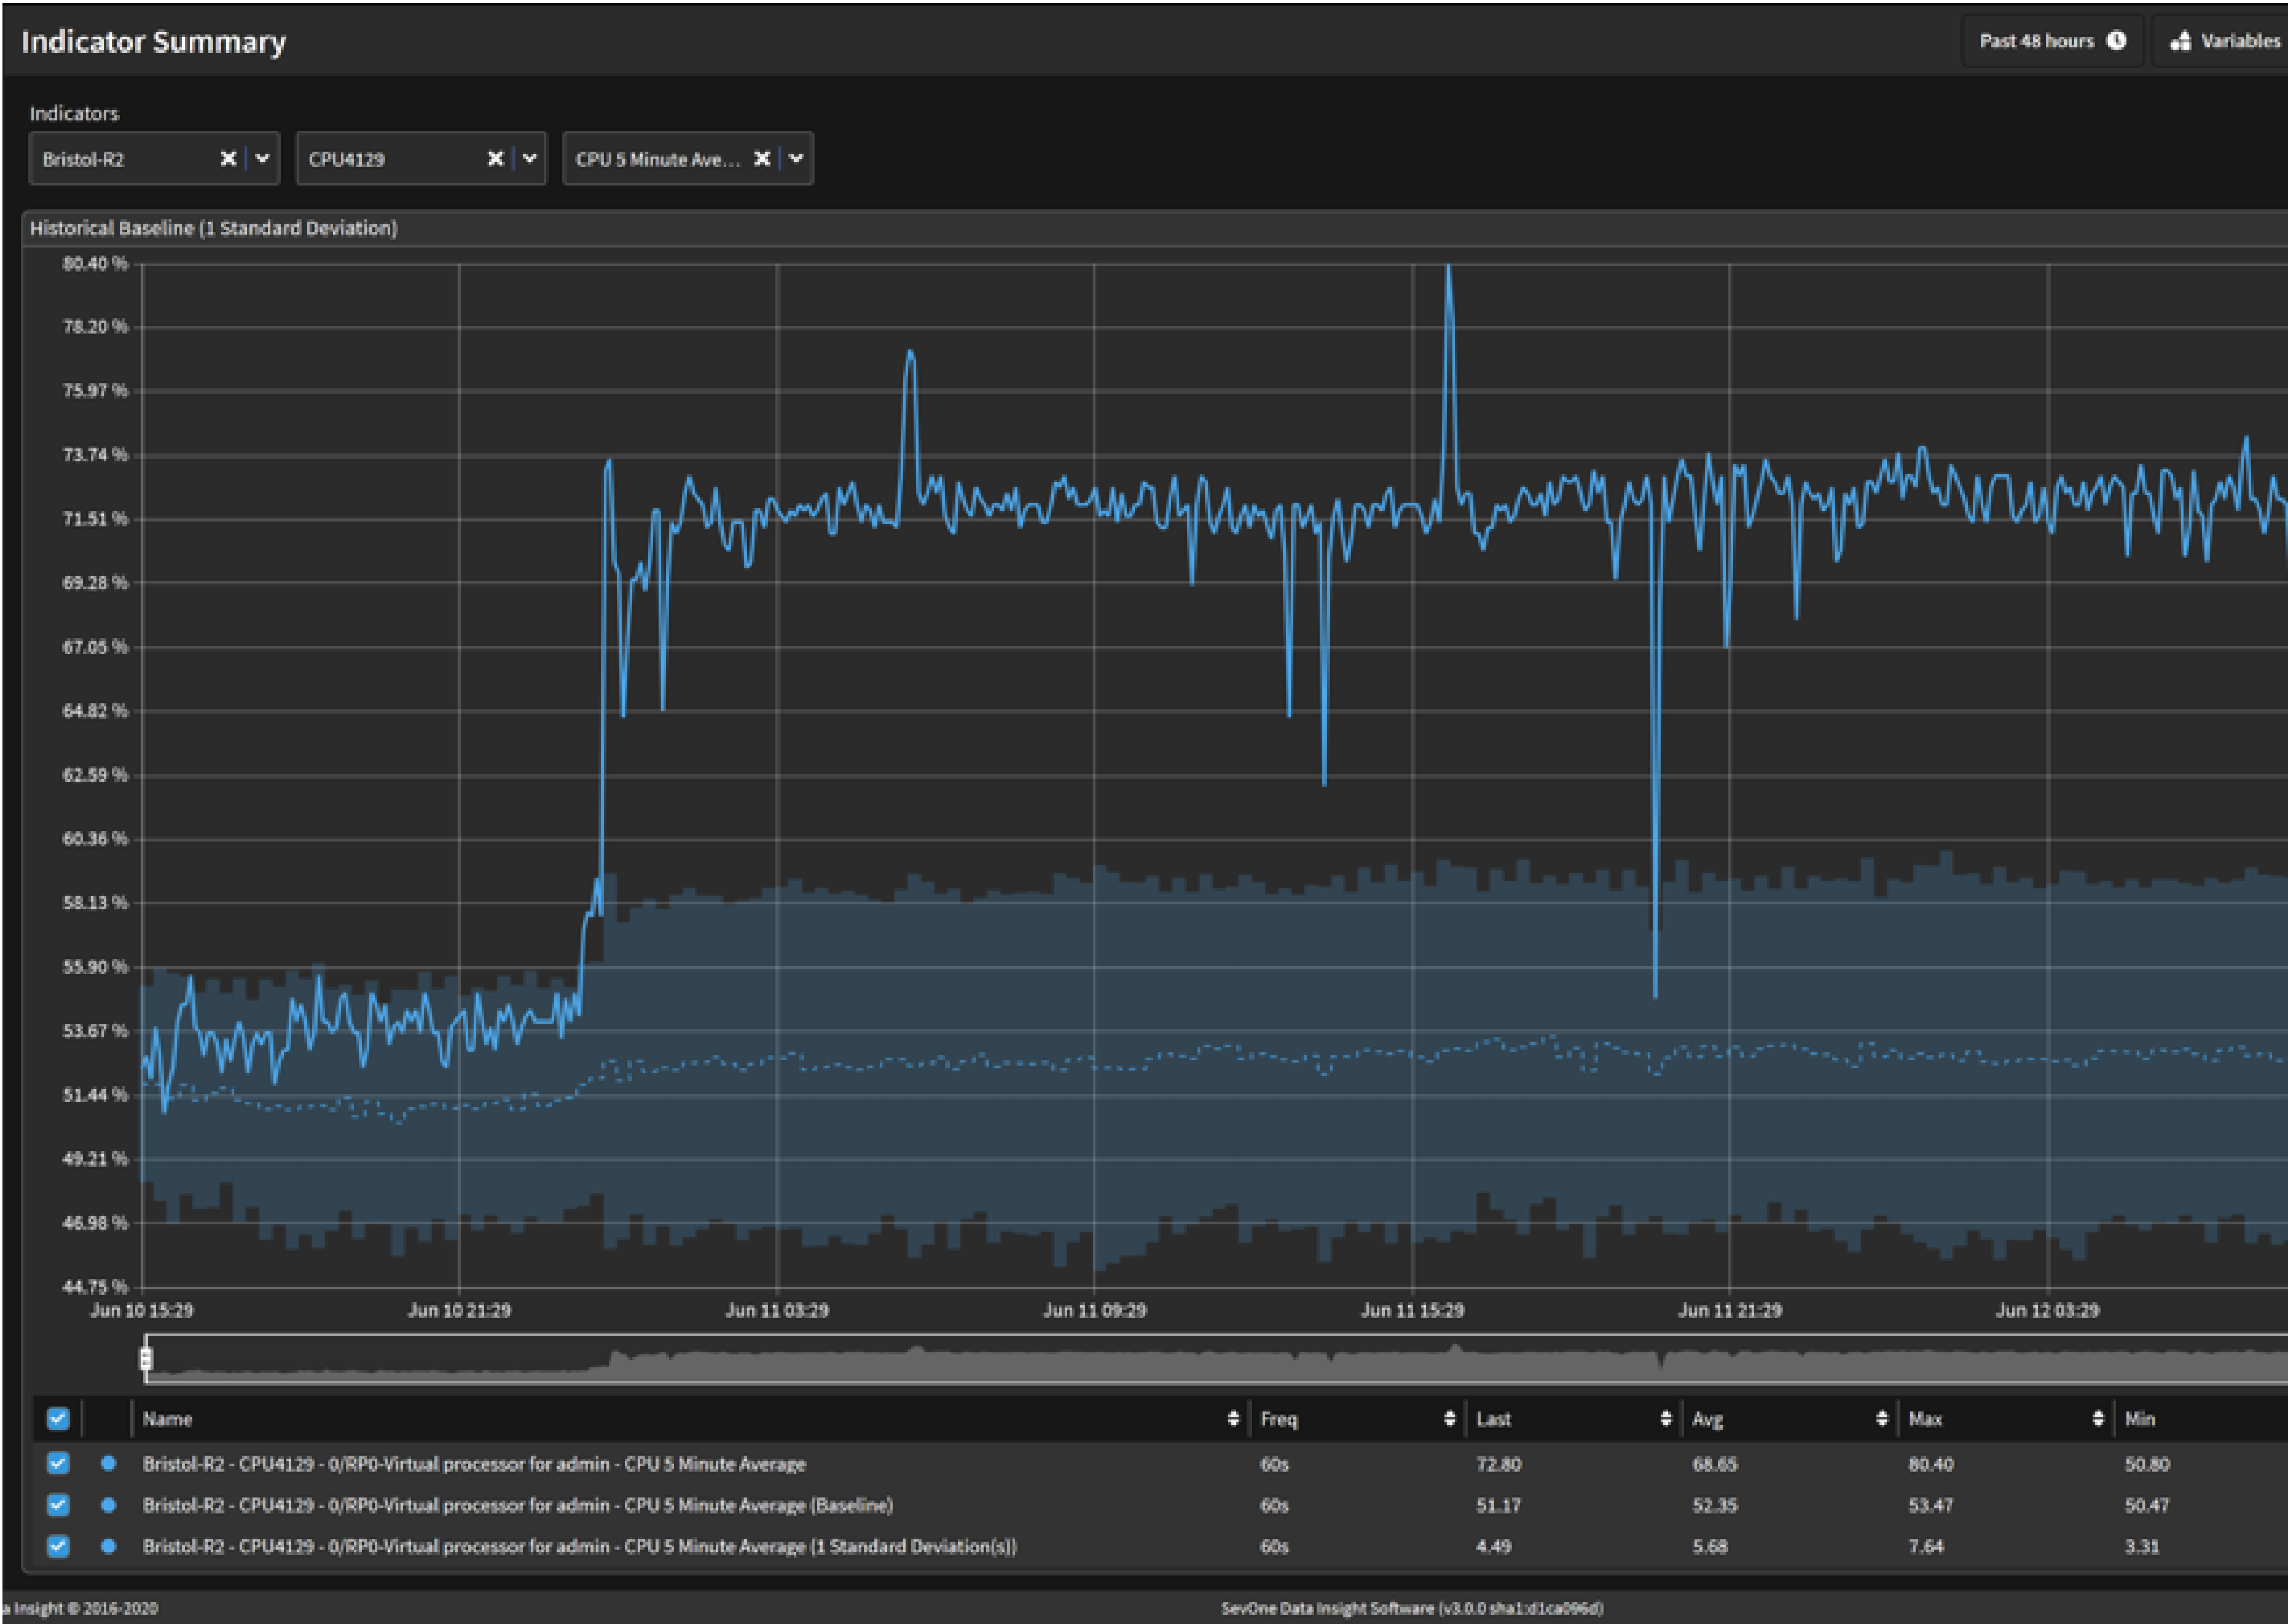 Indicator Summary
Past 48 hours
Variables
Indicators
Bristol-R2
CPU4129
CPU 5 Minute Ave...
Historical Baseline (1 Standard Deviation)
80.40 %
78.20 %
75.97 %
73.74 %
71.51 %
69.28 %
67.05 %
64.82 %
62.59 %
60.36 %
58.13 %
55.90 %
53.67 %
51.44 %
49.21 %
46.98 %
44.75 %
Jun 10 15:29 Jun 10 21:29 Jun 11 03:29 Jun 11 09:29 Jun 11 15:29 Jun 11 21:29 Jun 12 03:29
Name Freq Last Avg Max Min
Bristol-R2 - CPU4129 - 0/RP0-Virtual processor for admin - CPU 5 Minute Average 60s 72.80 68.65 80.40 50.80
Bristol-R2 - CPU4129 - 0/RP0-Virtual processor for admin - CPU 5 Minute Average (Baseline) 60s 51.17 52.35 53.47 50.47
Bristol-R2 - CPU4129 - 0/RP0-Virtual processor for admin - CPU 5 Minute Average (1 Standard Deviation(s)) 60s 4.49 5.68 7.64 3.31
a Insight © 2016-2020
SevOne Data Insight Software (v3.0.0 sha1:d1ca096d)